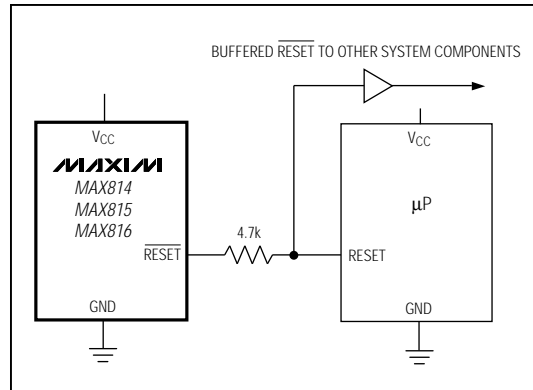 BUFFERED RESET TO OTHER SYSTEM COMPONENTS
VCC
MAXIM
MAX814
MAX815
MAX816
RESET
GND
4.7k
VCC
μP
RESET
GND